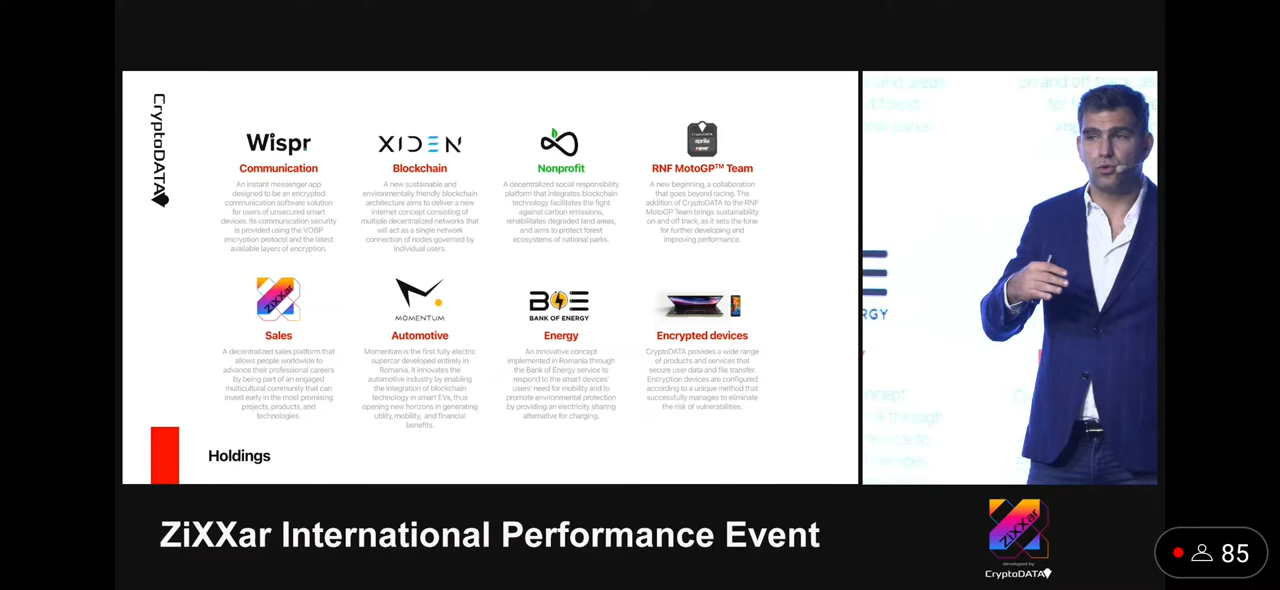 CryptoDATA
Wispr
Communication
An instant messenger app
designed to be an encrypted
communication software solution
for users of unsecured smart
devices. Its communication security
is provided using the VOBP
encryption protocol and the latest
available layers of encryption.
XIDEN
Blockchain
A new sustainable and
environmentally friendly blockchain
architecture aims to deliver a new
internet concept consisting of
multiple decentralized networks that
will act as a single network
connection of nodes governed by
individual users.
Nonprofit
A decentralized social responsibility
platform that integrates blockchain
technology facilitates the fight
against carbon emissions,
rehabilitates degraded land areas,
and aims to protect forest
ecosystems of national parks.
aprilia
RNF MotoGP™ Team
A new beginning, a collaboration
that goes beyond racing. The
addition of CryptoDATA to the RNF
MotoGP Team brings sustainability
on and off track, as it sets the tone
for further developing and
improving performance.
ZiXXar
Sales
A decentralized sales platform that
allows people worldwide to
advance their professional careers
by being part of an engaged
multicultural community that can
invest early in the most promising
projects, products, and
technologies.
MOMENTUM
Automotive
Momentum is the first fully electric
supercar developed entirely in
Romania. It innovates the
automotive industry by enabling
the integration of blockchain
technology in smart EVs, thus
opening new horizons in generating
utility, mobility, and financial
benefits.
BOE
BANK OF ENERGY
Energy
An innovative concept
implemented in Romania through
the Bank of Energy service to
respond to the smart devices'
users' need for mobility and to
promote environmental protection
by providing an electricity sharing
alternative for charging.
Encrypted devices
CryptoDATA provides a wide range
of products and services that
secure user data and file transfer.
Encryption devices are configured
according to a unique method that
successfully manages to eliminate
the risk of vulnerabilities.
Holdings
land areas
on and off track, as
forest
RGY
ZiXXar International Performance Event
ZiXXar
developed by
CryptoDATA
85